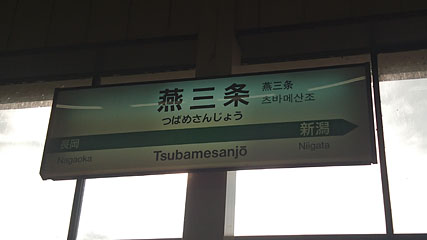 燕三条
燕三条
츠바메산조
つばめさんじょう
長岡
新潟
Nagaoka
Tsubamesanjō
Niigata